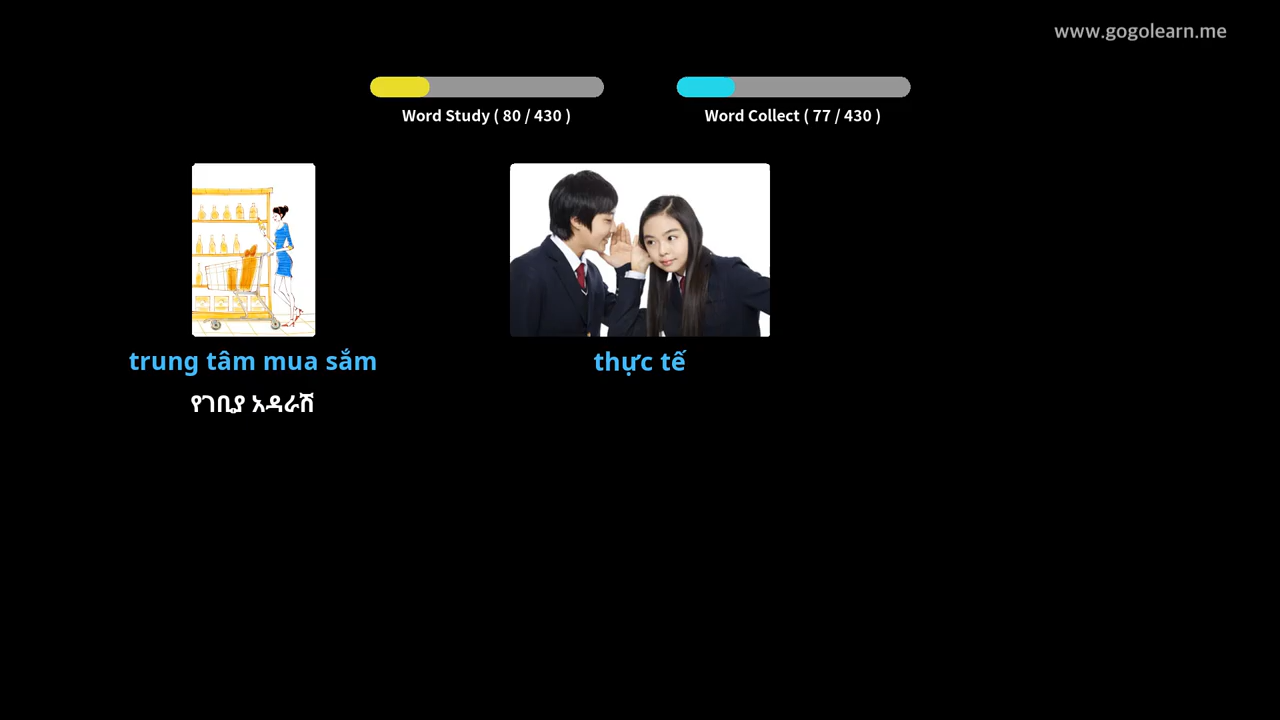 www.gogolearn.me
Word Study ( 80 / 430 )
Word Collect ( 77 / 430 )
trung tâm mua sắm
thực tế
የገቢያ አዳራሽ